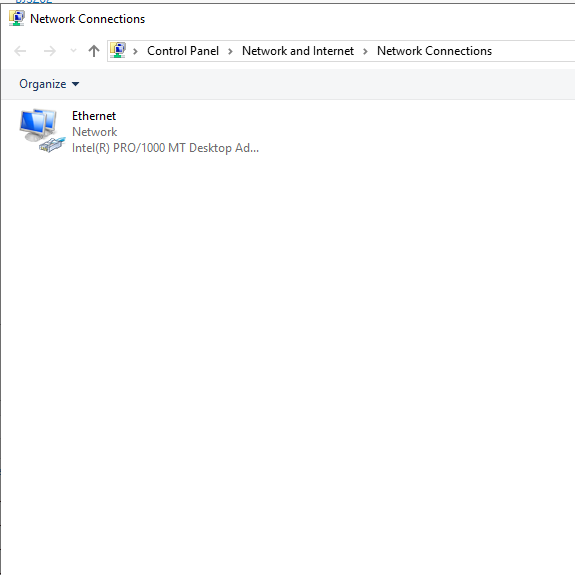 Network Connections
Control Panel > Network and Internet > Network Connections
Organize
Ethernet
Network
Intel(R) PRO/1000 MT Desktop Ad...